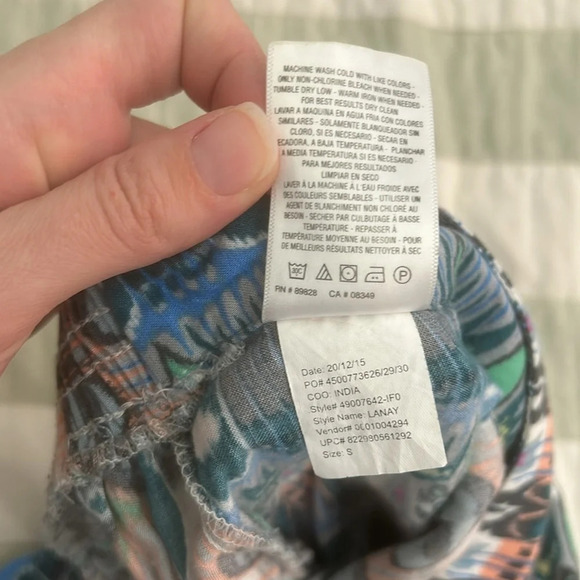 MACHINE WASH COLD WITH LIKE COLORS -
ONLY NON-CHLORINE BLEACH WHEN NEEDED -
TUMBLE DRY LOW - WARM IRON WHEN NEEDED -
FOR BEST RESULTS DRY CLEAN
LAVAR A MAQUINA EN AGUA FRIA CON COLORES
SIMILARES - SOLAMENTE BLANQUEADOR SIN
CLORO, SI ES NECESARIO - SECAR EN
ECADORA, A BAJA TEMPERATURA - PLANCHAR
A MEDIA TEMPERATURA SI ES NECESARIO -
PARA MEJORES RESULTADOS
LIMPIAR EN SECO
LAVER À LA MACHINE À L'EAU FROIDE AVEC
DES COULEURS SEMBLABLES - UTILISER UN
AGENT DE BLANCHIMENT NON CHLORÉ AU
BESOIN - SÉCHER PAR CULBUTAGE À BASSE
TEMPÉRATURE - REPASSER À
TEMPÉRATURE MOYENNE AU BESOIN - POUR
DE MEILLEURS RÉSULTATS NETTOYER À SEC
30C P
RN # 89828 CA # 08349
Date: 20/12/15
PO# 4500773626/29/30
COO: INDIA
Style# 49007642-IF0
Style Name: LANAY
Vendor# 0001004294
UPC# 822980561292
Size: S